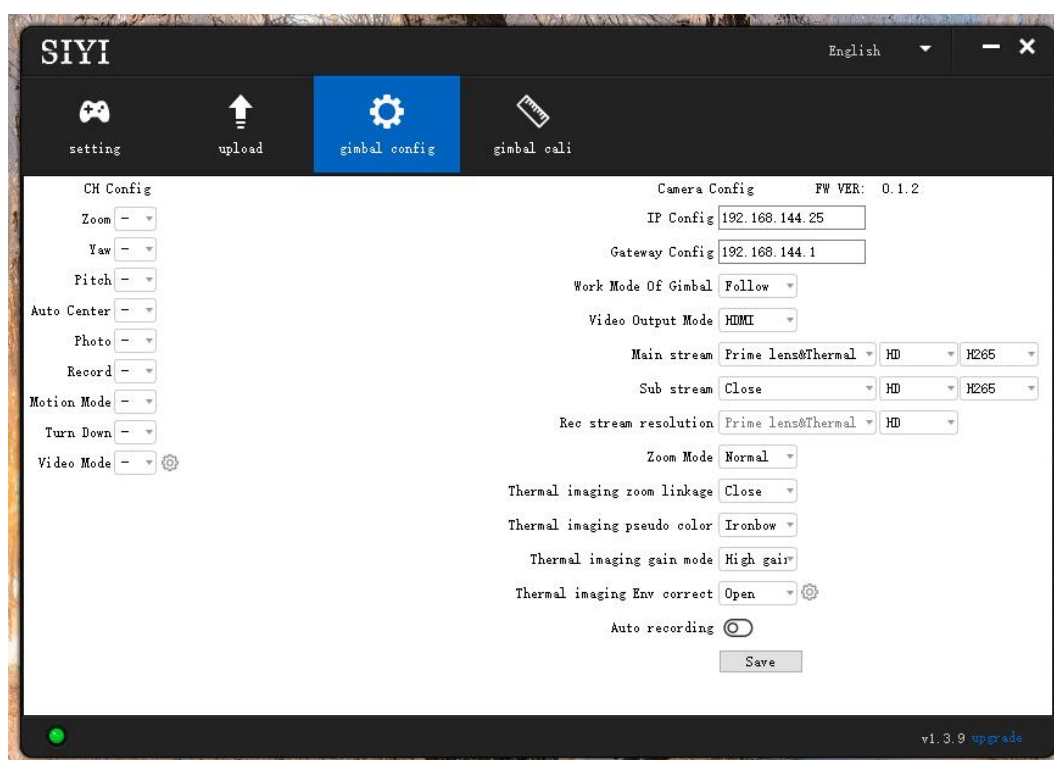 SIYI
English
setting
upload
gimbal config
gimbal cali
CH Config
Zoom -
Yaw -
Pitch -
Auto Center -
Photo -
Record -
Motion Mode -
Turn Down -
Video Mode -
Camera Config FW VER: 0.1.2
IP Config 192.168.144.25
Gateway Config 192.168.144.1
Work Mode Of Gimbal Follow
Video Output Mode HDMI
Main stream Prime lens&Thermal HD H265
Sub stream Close HD H265
Rec stream resolution Prime lens&Thermal HD
Zoom Mode Normal
Thermal imaging zoom linkage Close
Thermal imaging pseudo color Ironbow
Thermal imaging gain mode High gain
Thermal imaging Env correct Open
Auto recording
Save
v1.3.9 upgrade